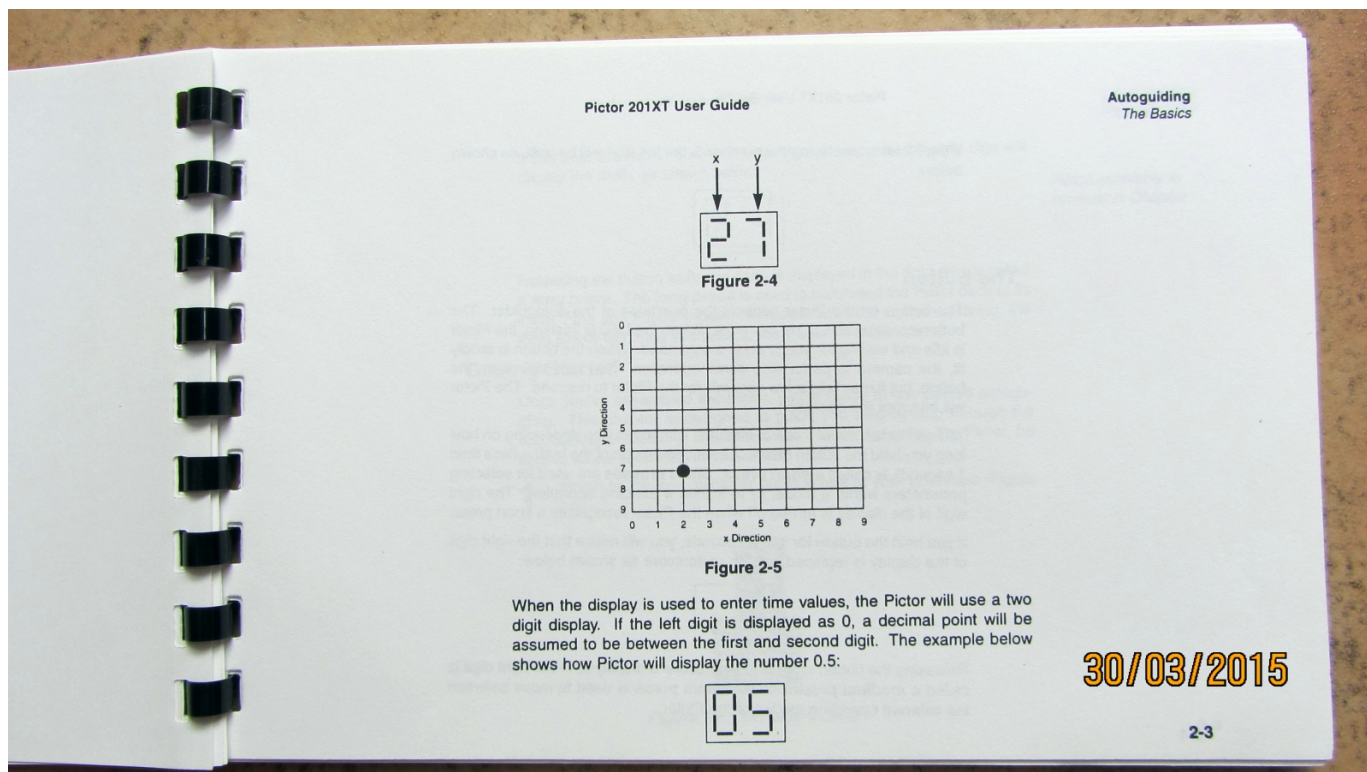 Pictor 201XT User Guide
Autoguiding
The Basics
x y
27
Figure 2-4
0
1
2
3
4
5
6
7
8
9
y Direction
0 1 2 3 4 5 6 7 8 9
x Direction
Figure 2-5
When the display is used to enter time values, the Pictor will use a two
digit display. If the left digit is displayed as 0, a decimal point will be
assumed to be between the first and second digit. The example below
shows how Pictor will display the number 0.5:
05
30/03/2015
2-3